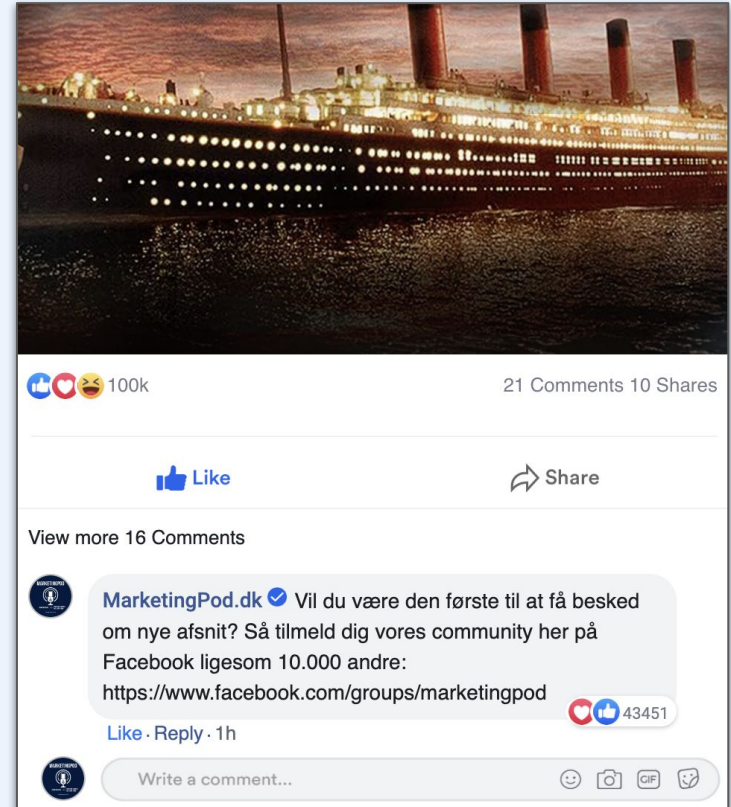 100k
21 Comments 10 Shares
Like
Share
View more 16 Comments
MARKETINGPOD
MarketingPod.dk Vil du være den første til at få besked
om nye afsnit? Så tilmeld dig vores community her på
Facebook ligesom 10.000 andre:
https://www.facebook.com/groups/marketingpod
43451
Like · Reply · 1h
MARKETINGPOD
Write a comment...
GIF